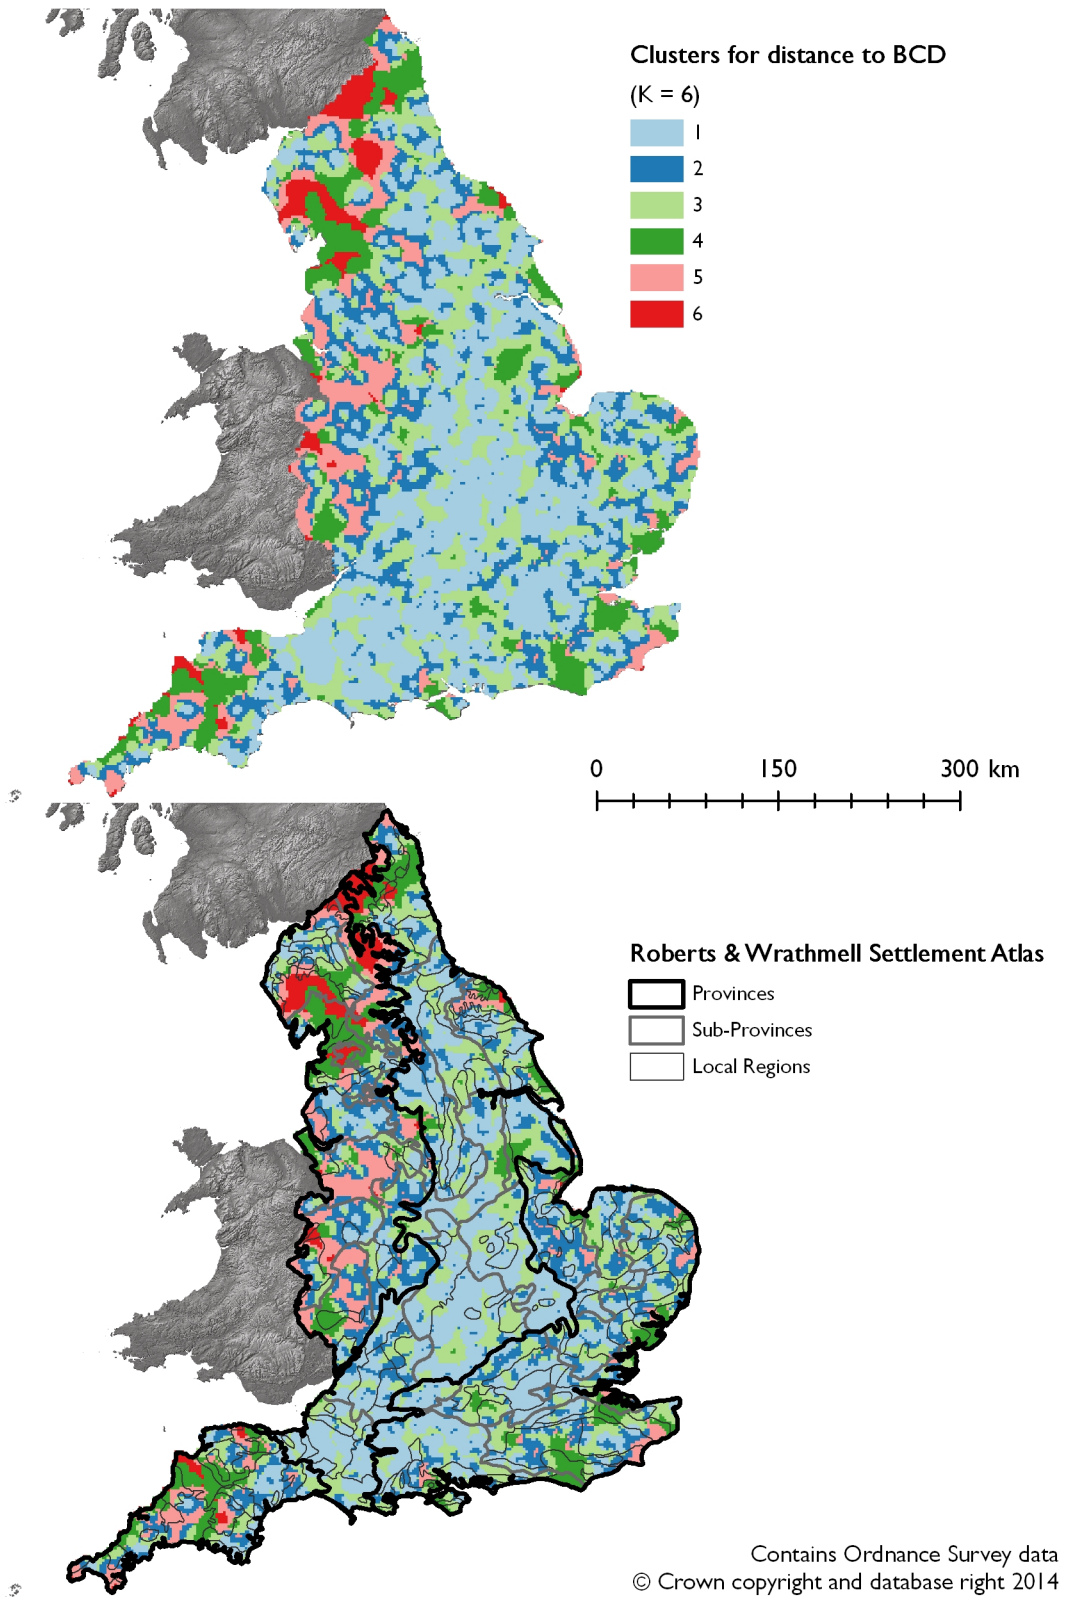 Clusters for distance to BCD
(K = 6)
1
2
3
4
5
6
0 150 300 km
Roberts & Wrathmell Settlement Atlas
Provinces
Sub-Provinces
Local Regions
Contains Ordnance Survey data
© Crown copyright and database right 2014